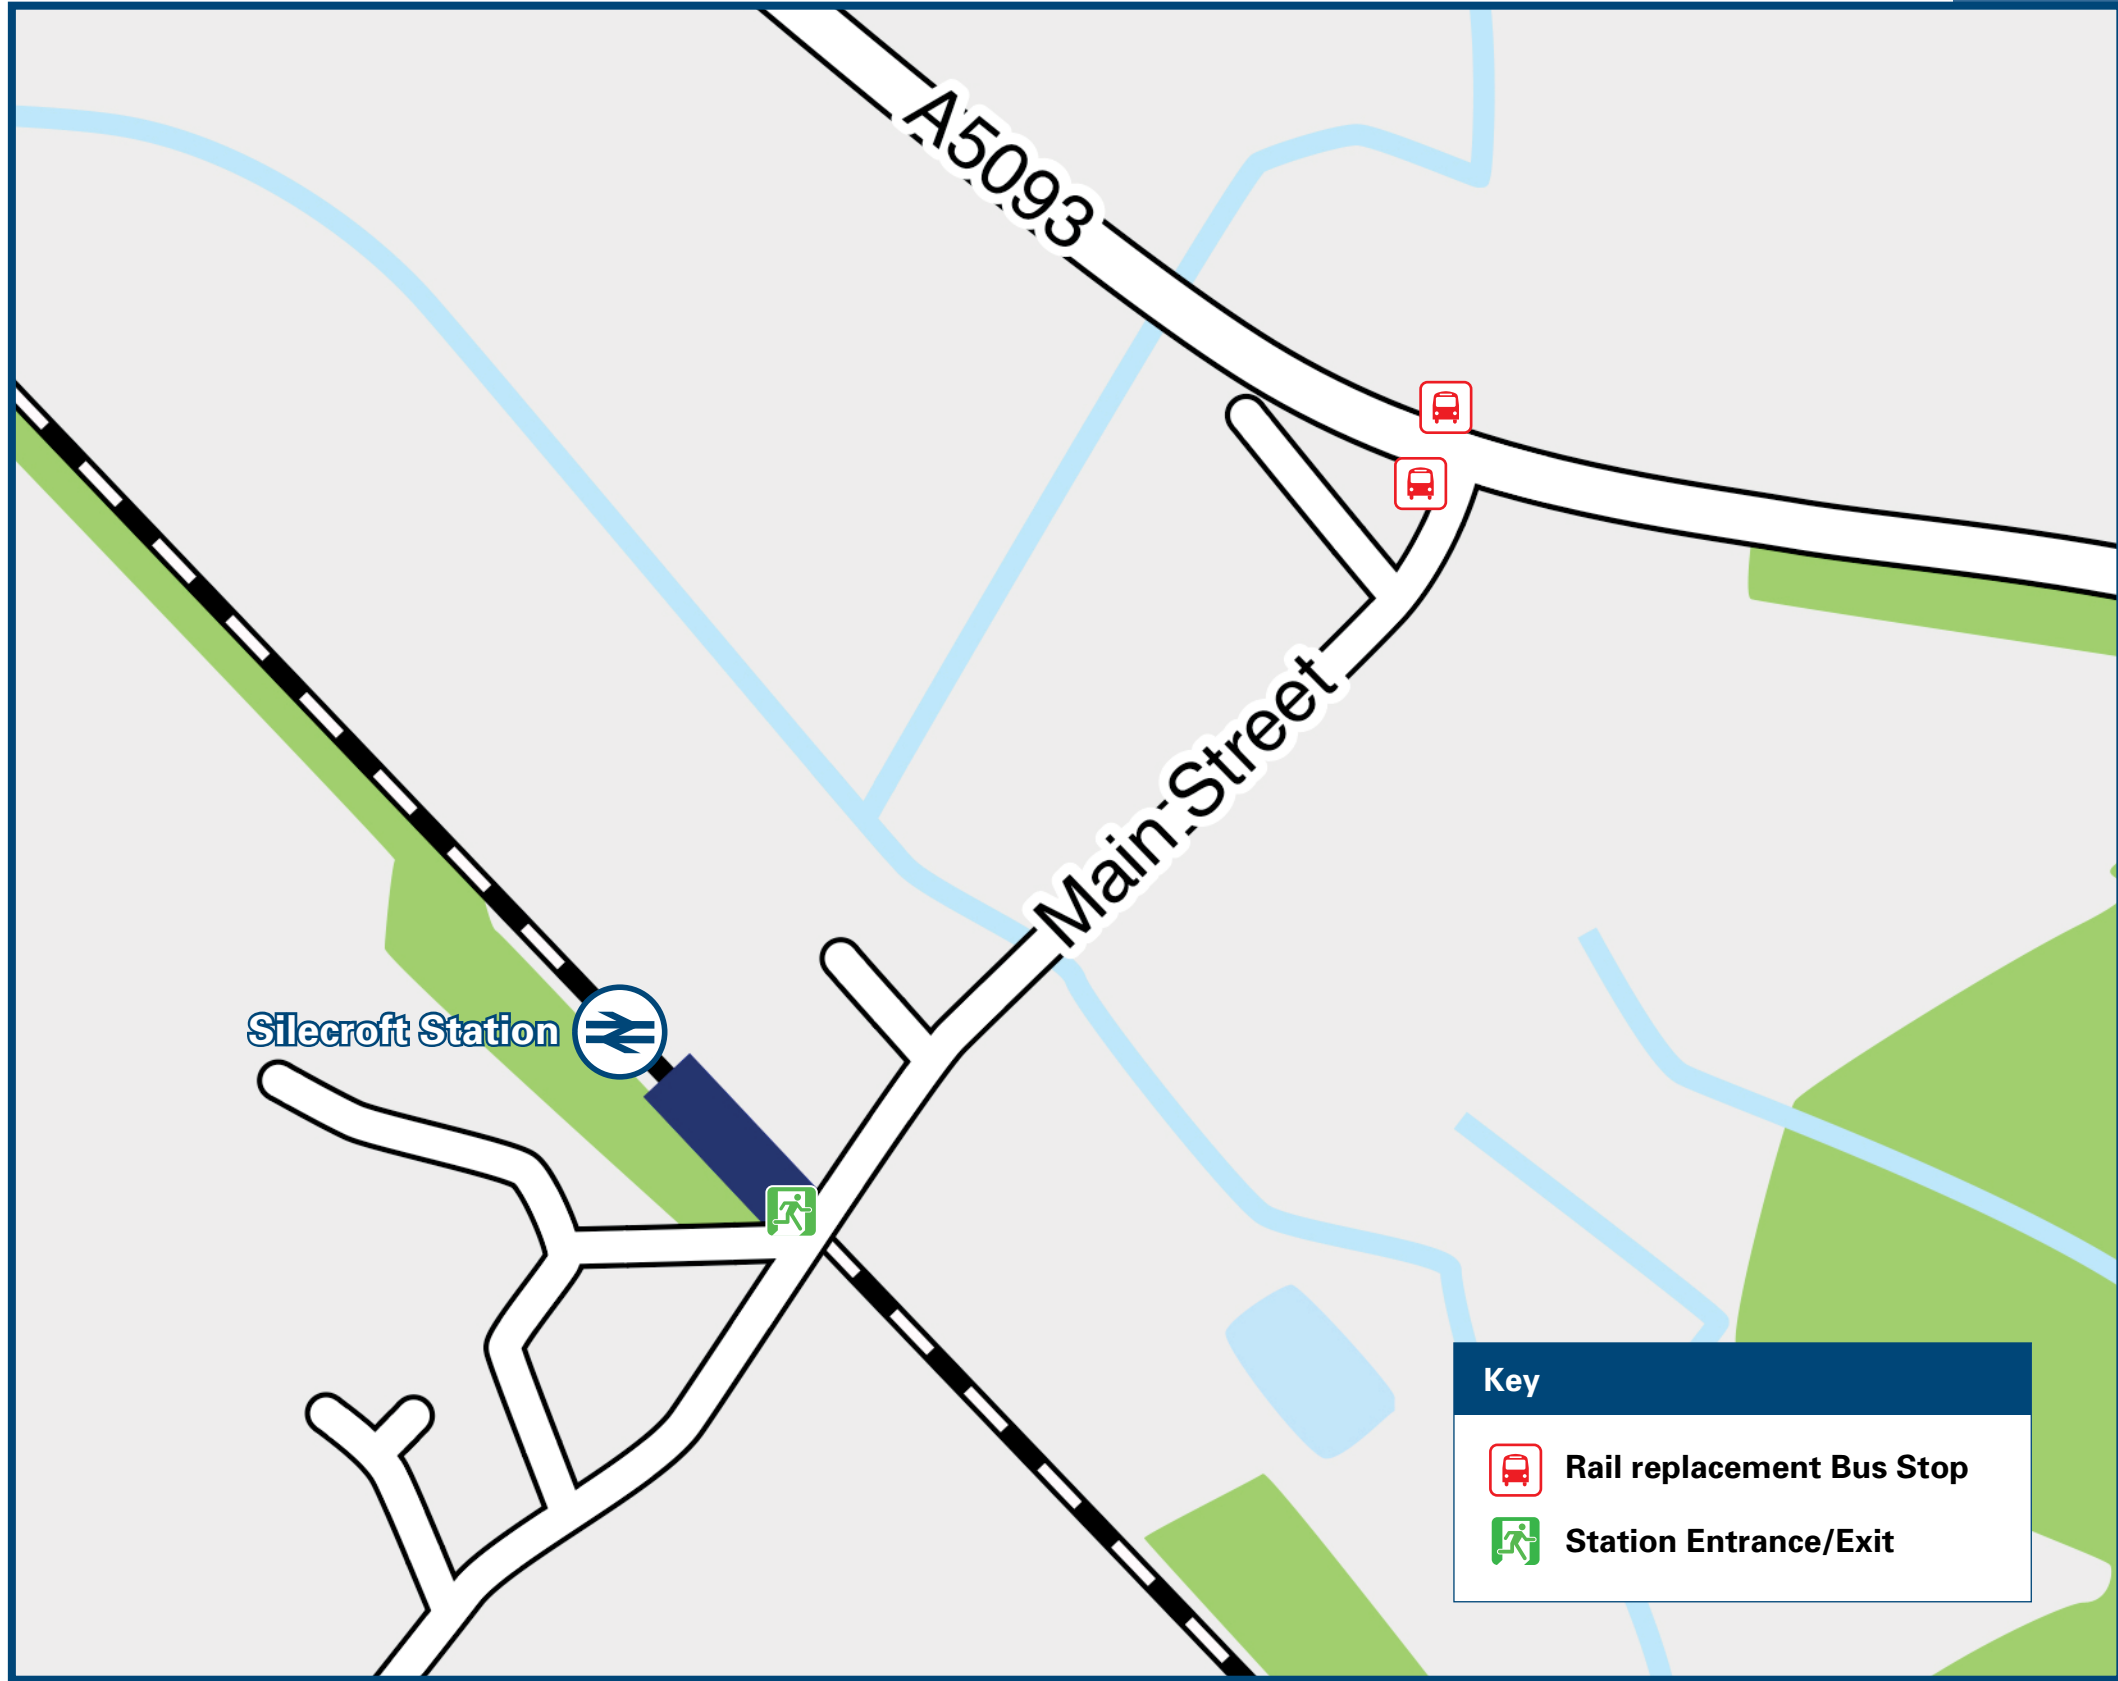 A5093
Main Street
Silecroft Station
Key
Rail replacement Bus Stop
Station Entrance/Exit